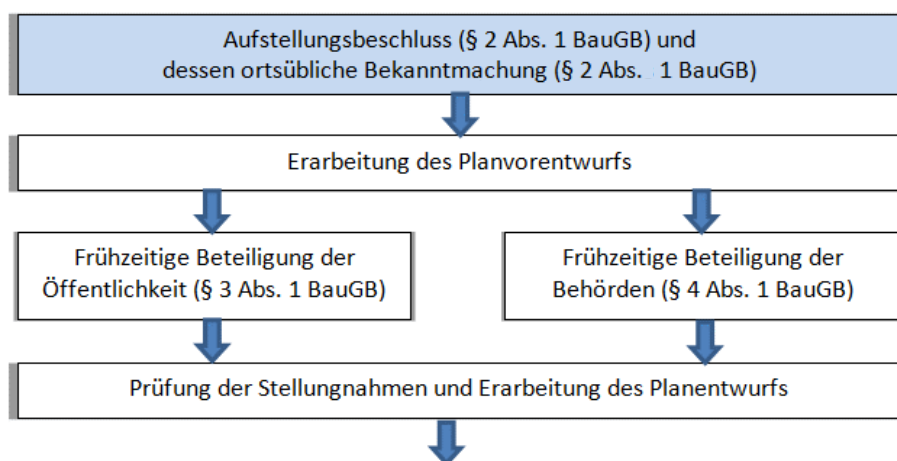 Aufstellungsbeschluss (§ 2 Abs. 1 BauGB) und
dessen ortsübliche Bekanntmachung (§ 2 Abs. 1 BauGB)
Erarbeitung des Planvorentwurfs
Frühzeitige Beteiligung der
Öffentlichkeit (§ 3 Abs. 1 BauGB)
Frühzeitige Beteiligung der
Behörden (§ 4 Abs. 1 BauGB)
Prüfung der Stellungnahmen und Erarbeitung des Planentwurfs